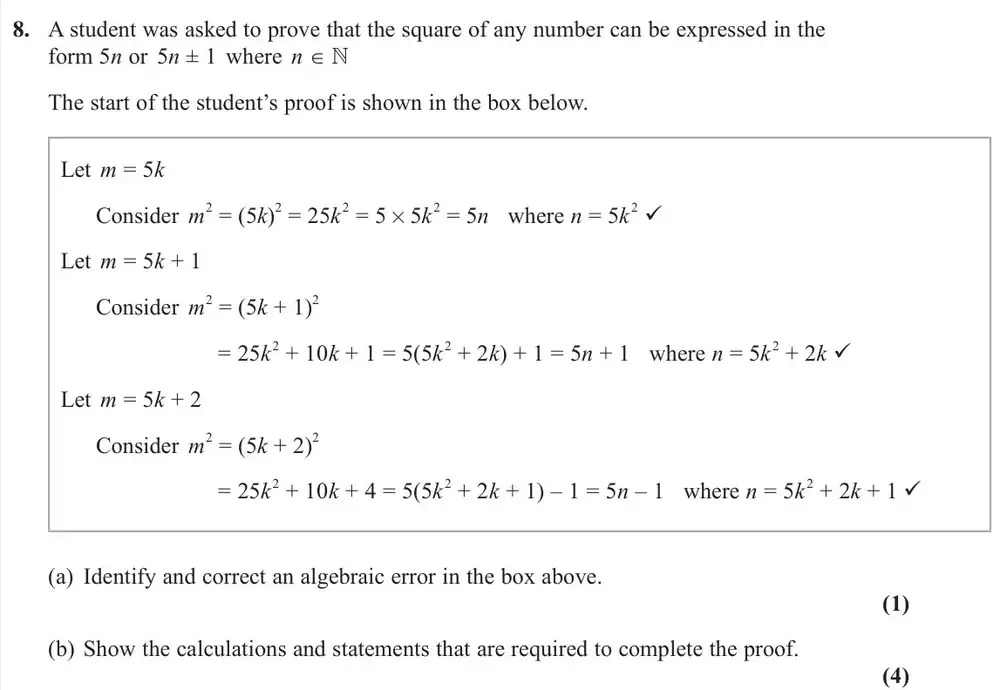 8. A student was asked to prove that the square of any number can be expressed in the
form 5n or 5n ± 1 where n ∈ ℕ
The start of the student’s proof is shown in the box below.
Let m = 5k
Consider m² = (5k)² = 25k² = 5 × 5k² = 5n where n = 5k² ✓
Let m = 5k + 1
Consider m² = (5k + 1)²
= 25k² + 10k + 1 = 5(5k² + 2k) + 1 = 5n + 1 where n = 5k² + 2k ✓
Let m = 5k + 2
Consider m² = (5k + 2)²
= 25k² + 10k + 4 = 5(5k² + 2k + 1) – 1 = 5n – 1 where n = 5k² + 2k + 1 ✓
(a) Identify and correct an algebraic error in the box above.
(1)
(b) Show the calculations and statements that are required to complete the proof.
(4)